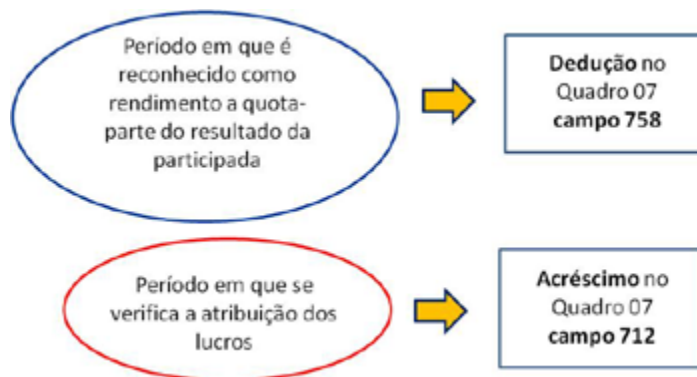 Período em que é
reconhecido como
rendimento a quota-
parte do resultado da
participada
Dedução no
Quadro 07
campo 758
Período em que se
verifica a atribuição dos
lucros
Acréscimo no
Quadro 07
campo 712